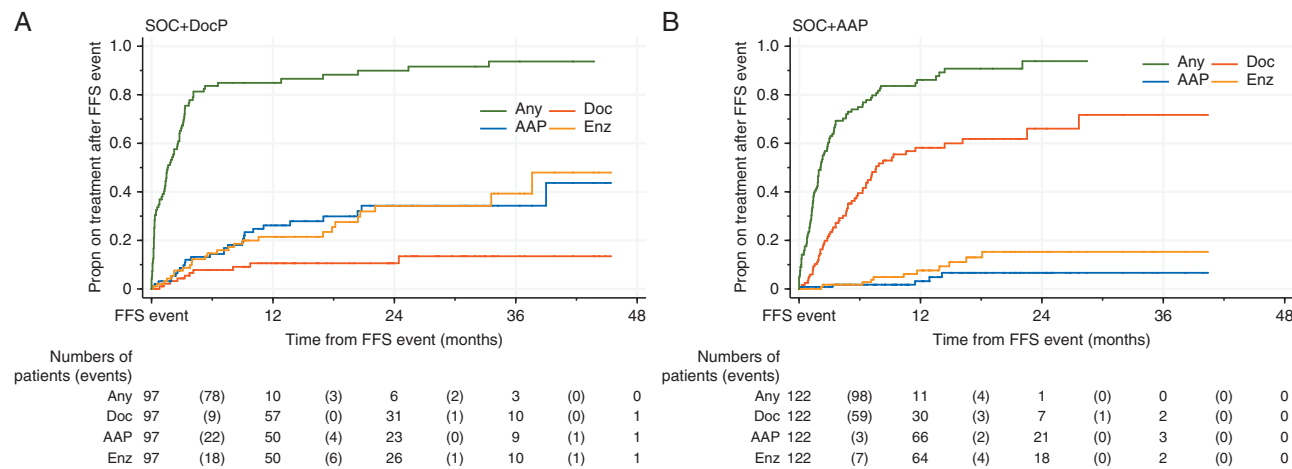 A
SOC+DocP
Propn on treatment after FFS event
1.0
0.8
0.6
0.4
0.2
0
Any Doc
AAP Enz
FFS event 12 24 36 48
Time from FFS event (months)
Numbers of
patients (events)
Any 97 (78) 10 (3) 6 (2) 3 (0) 0
Doc 97 (9) 57 (0) 31 (1) 10 (0) 1
AAP 97 (22) 50 (4) 23 (0) 9 (1) 1
Enz 97 (18) 50 (6) 26 (1) 10 (1) 1
B
SOC+AAP
Propn on treatment after FFS event
1.0
0.8
0.6
0.4
0.2
0
Any Doc
AAP Enz
FFS event 12 24 36 48
Time from FFS event (months)
Numbers of
patients (events)
Any 122 (98) 11 (4) 1 (0) 0 (0) 0
Doc 122 (59) 30 (3) 7 (1) 2 (0) 0
AAP 122 (3) 66 (2) 21 (0) 3 (0) 0
Enz 122 (7) 64 (4) 18 (0) 2 (0) 0